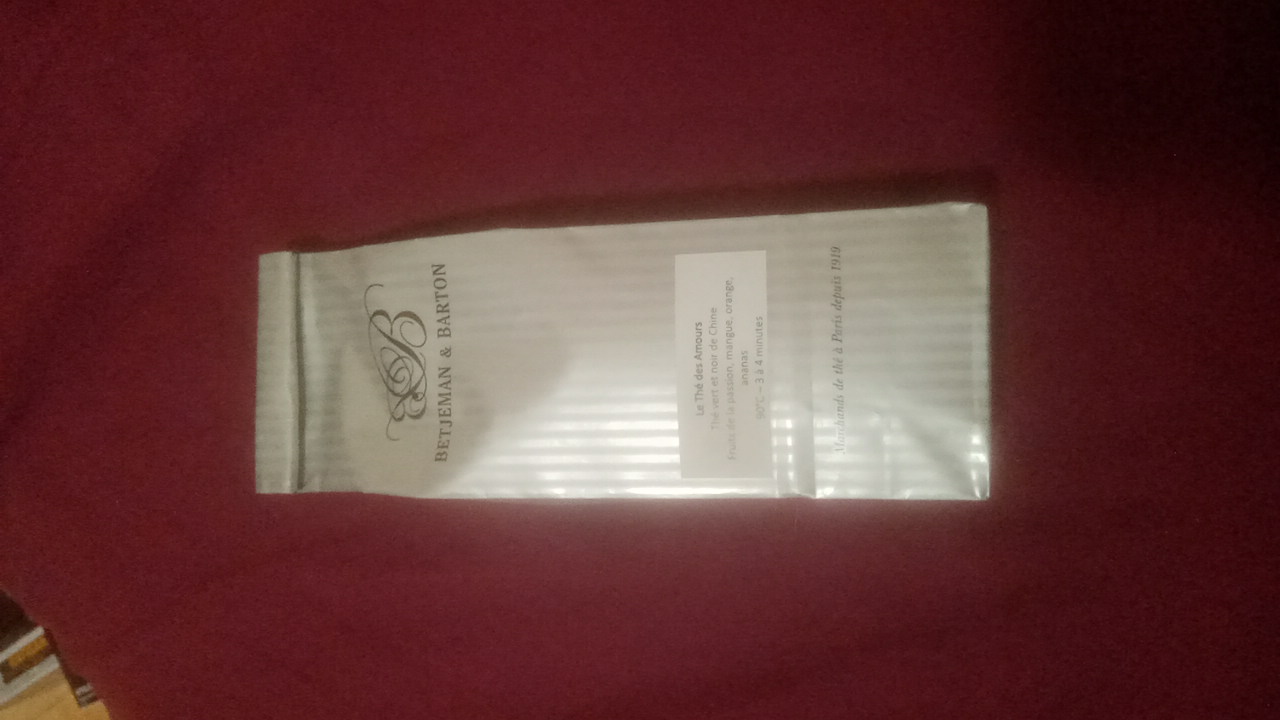 B
BETJEMAN & BARTON
Le Thé des Amours
Thé vert et noir de Chine
Fruits de la passion, mangue, orange,
ananas
90°C – 3 à 4 minutes
Marchands de thé à Paris depuis 1919